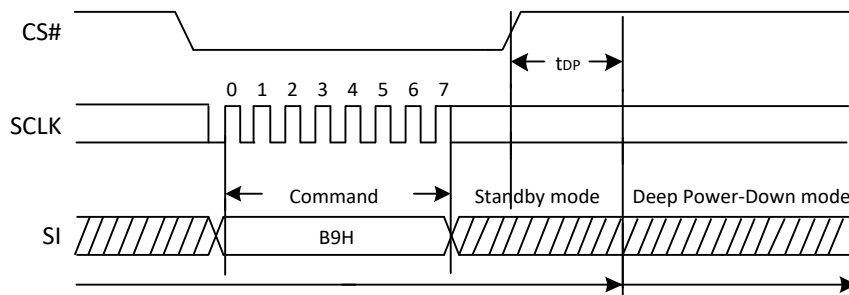 CS#
tDP
0 1 2 3 4 5 6 7
SCLK
Command Standby mode Deep Power-Down mode
SI B9H